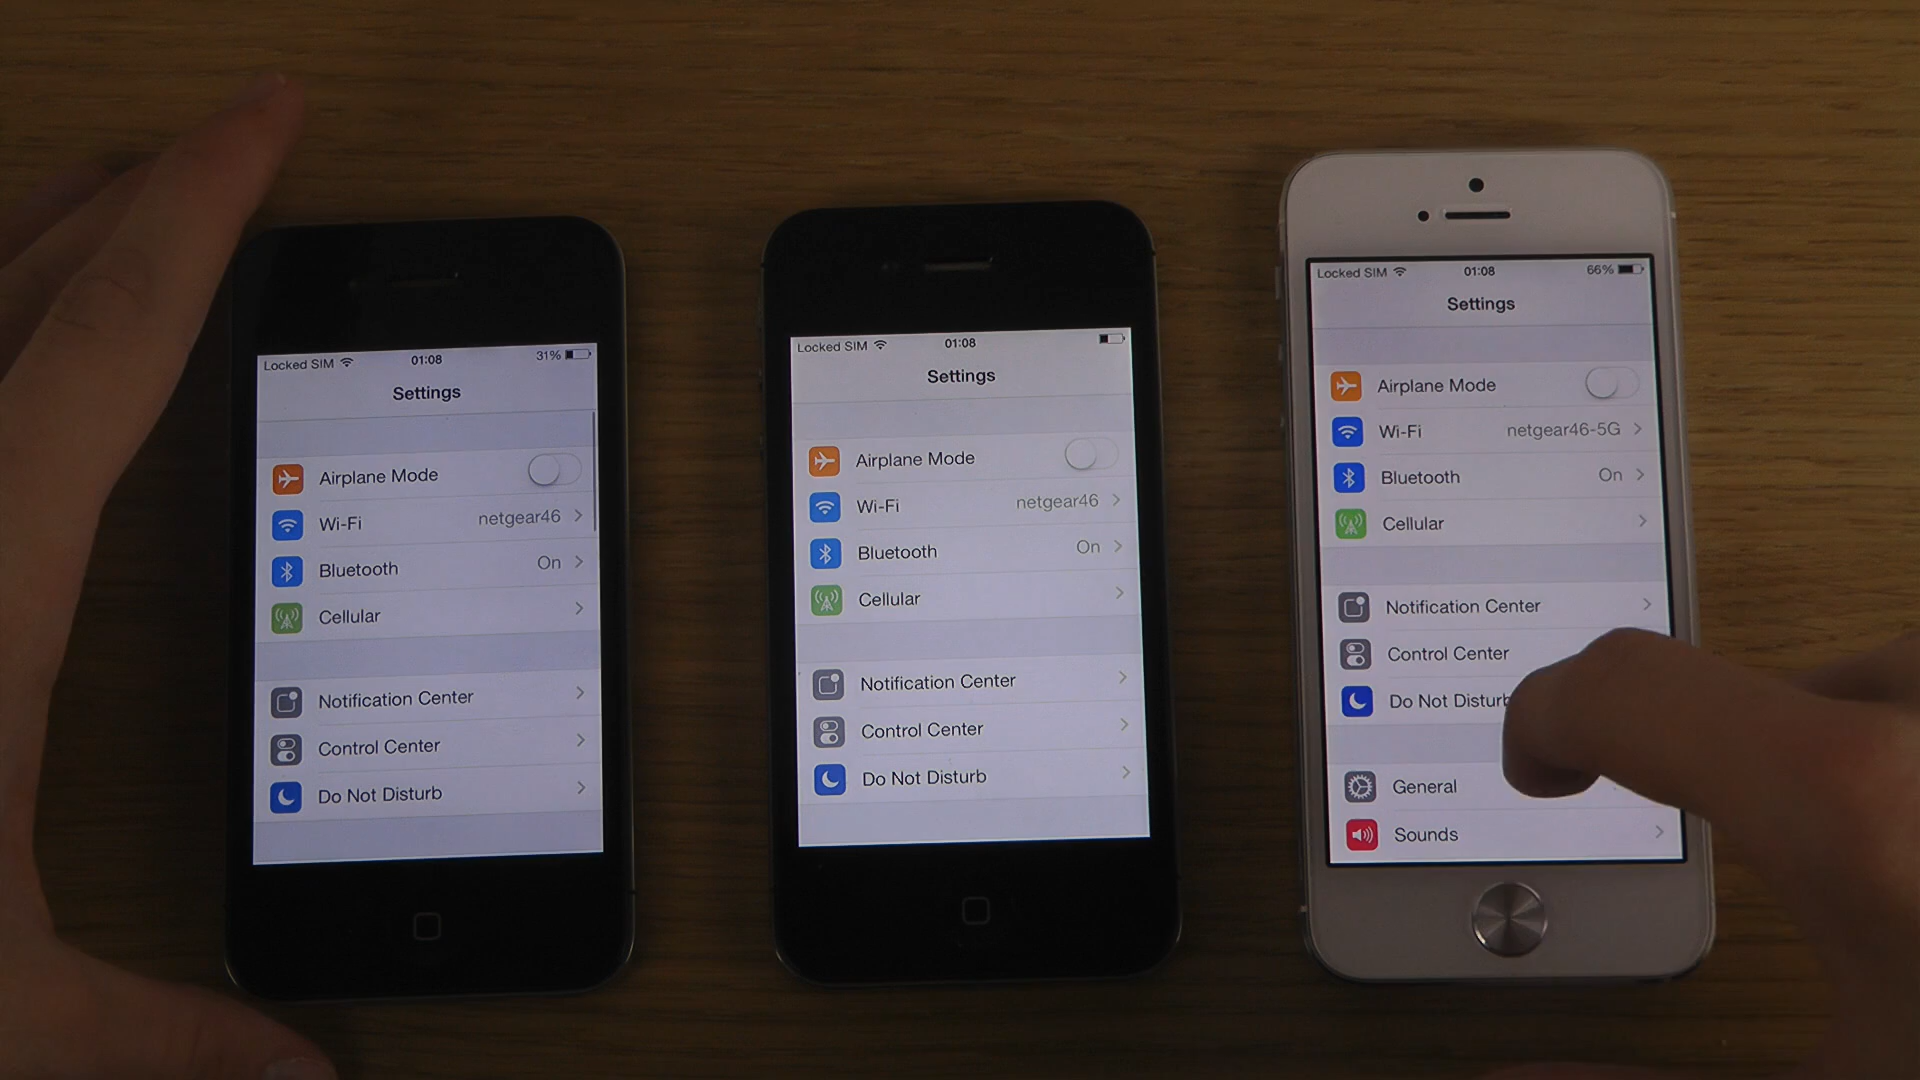 Locked SIM 01:08 31%
Settings
Airplane Mode
Wi-Fi netgear46
Bluetooth On
Cellular
Notification Center
Control Center
Do Not Disturb
Locked SIM 01:08
Settings
Airplane Mode
Wi-Fi netgear46
Bluetooth On
Cellular
Notification Center
Control Center
Do Not Disturb
Locked SIM 01:08 66%
Settings
Airplane Mode
Wi-Fi netgear46-5G
Bluetooth On
Cellular
Notification Center
Control Center
Do Not Disturb
General
Sounds